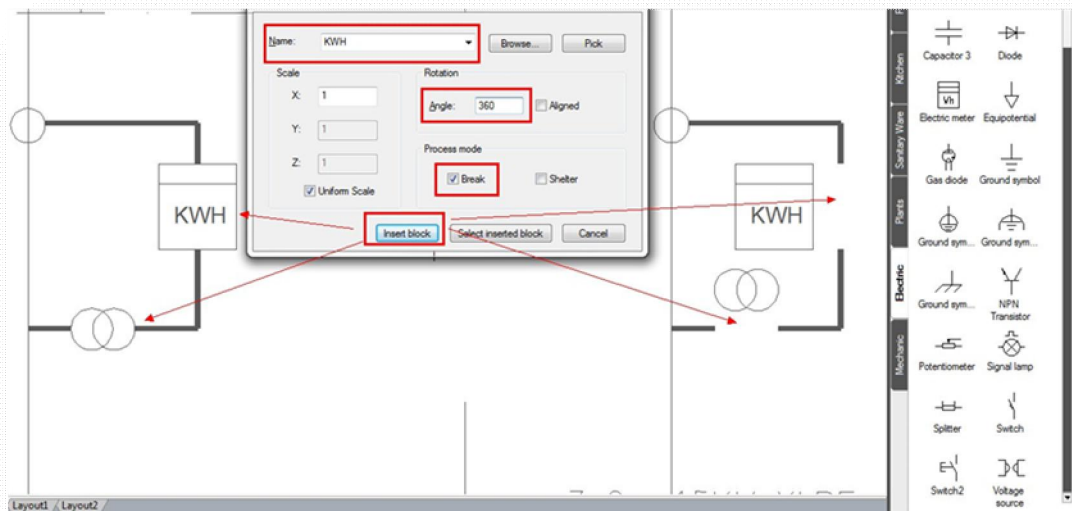 Name: KWH Browse... Pick
Scale Rotation
X: 1 Angle: 360 Aligned
Y: 1
Z: 1 Process mode
Uniform Scale Break Shelter
Insert block Select inserted block Cancel
KWH
KWH
Layout1 Layout2
Kitchen
Sanitary Ware
Plants
Electric
Mechanic
Capacitor 3 Diode
Vh
Electric meter Equipotential
Gas diode Ground symbol
Ground sym... Ground sym...
Ground sym... NPN
Transistor
Potentiometer Signal lamp
Splitter Switch
Switch2 Voltage
source